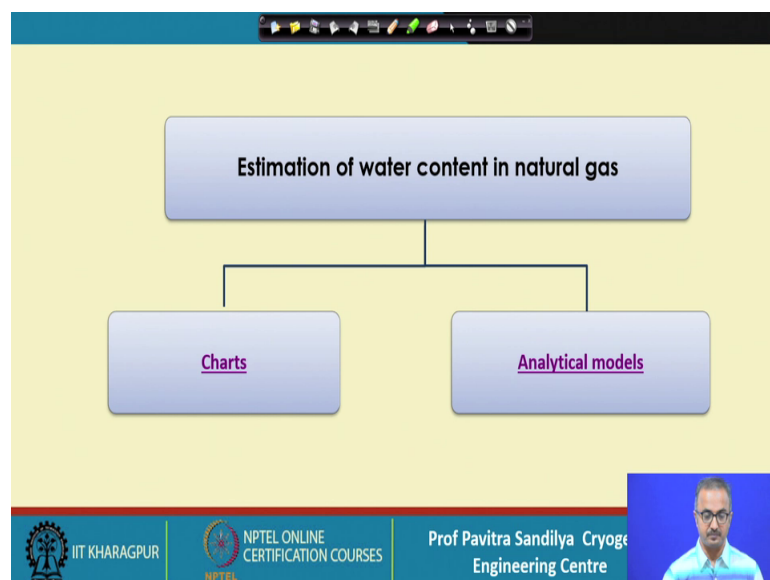 Estimation of water content in natural gas
Charts
Analytical models
IIT KHARAGPUR
NPTEL
NPTEL ONLINE
CERTIFICATION COURSES
Prof Pavitra Sandilya Cryoge
Engineering Centre